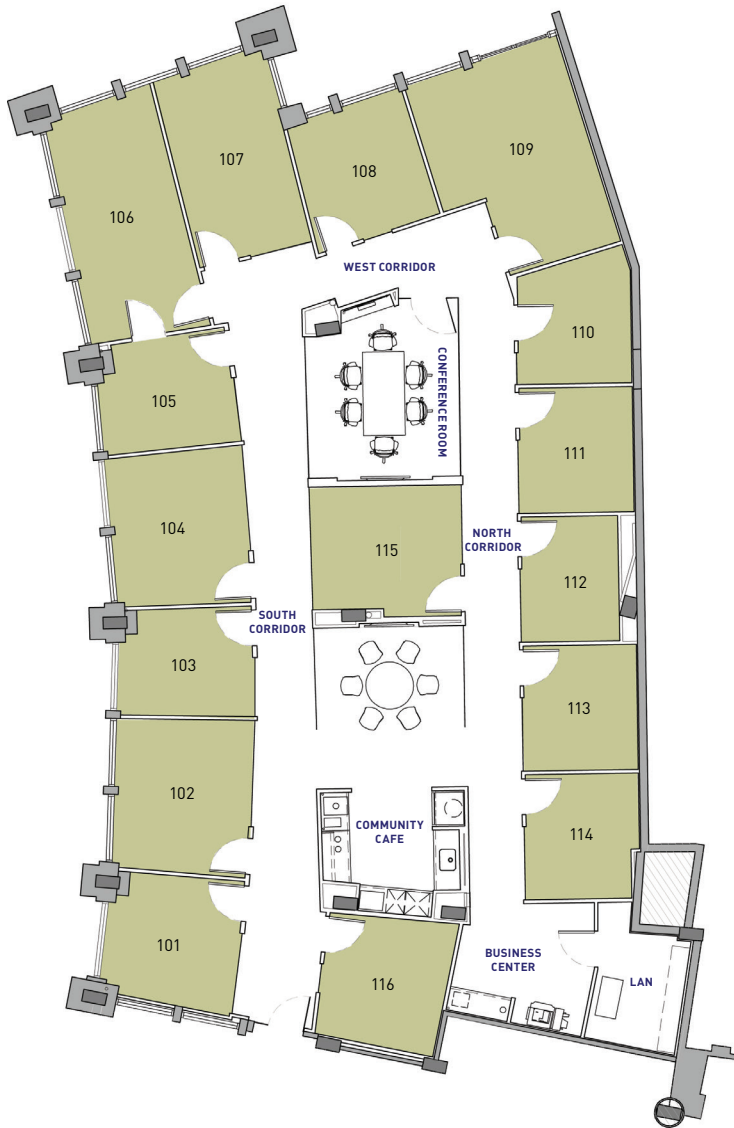 107
109
108
106
WEST CORRIDOR
110
105
CONFERENCE ROOM
111
104
115
NORTH
CORRIDOR
112
SOUTH
CORRIDOR
103
113
102
COMMUNITY
CAFE
114
101
BUSINESS
CENTER
116
LAN